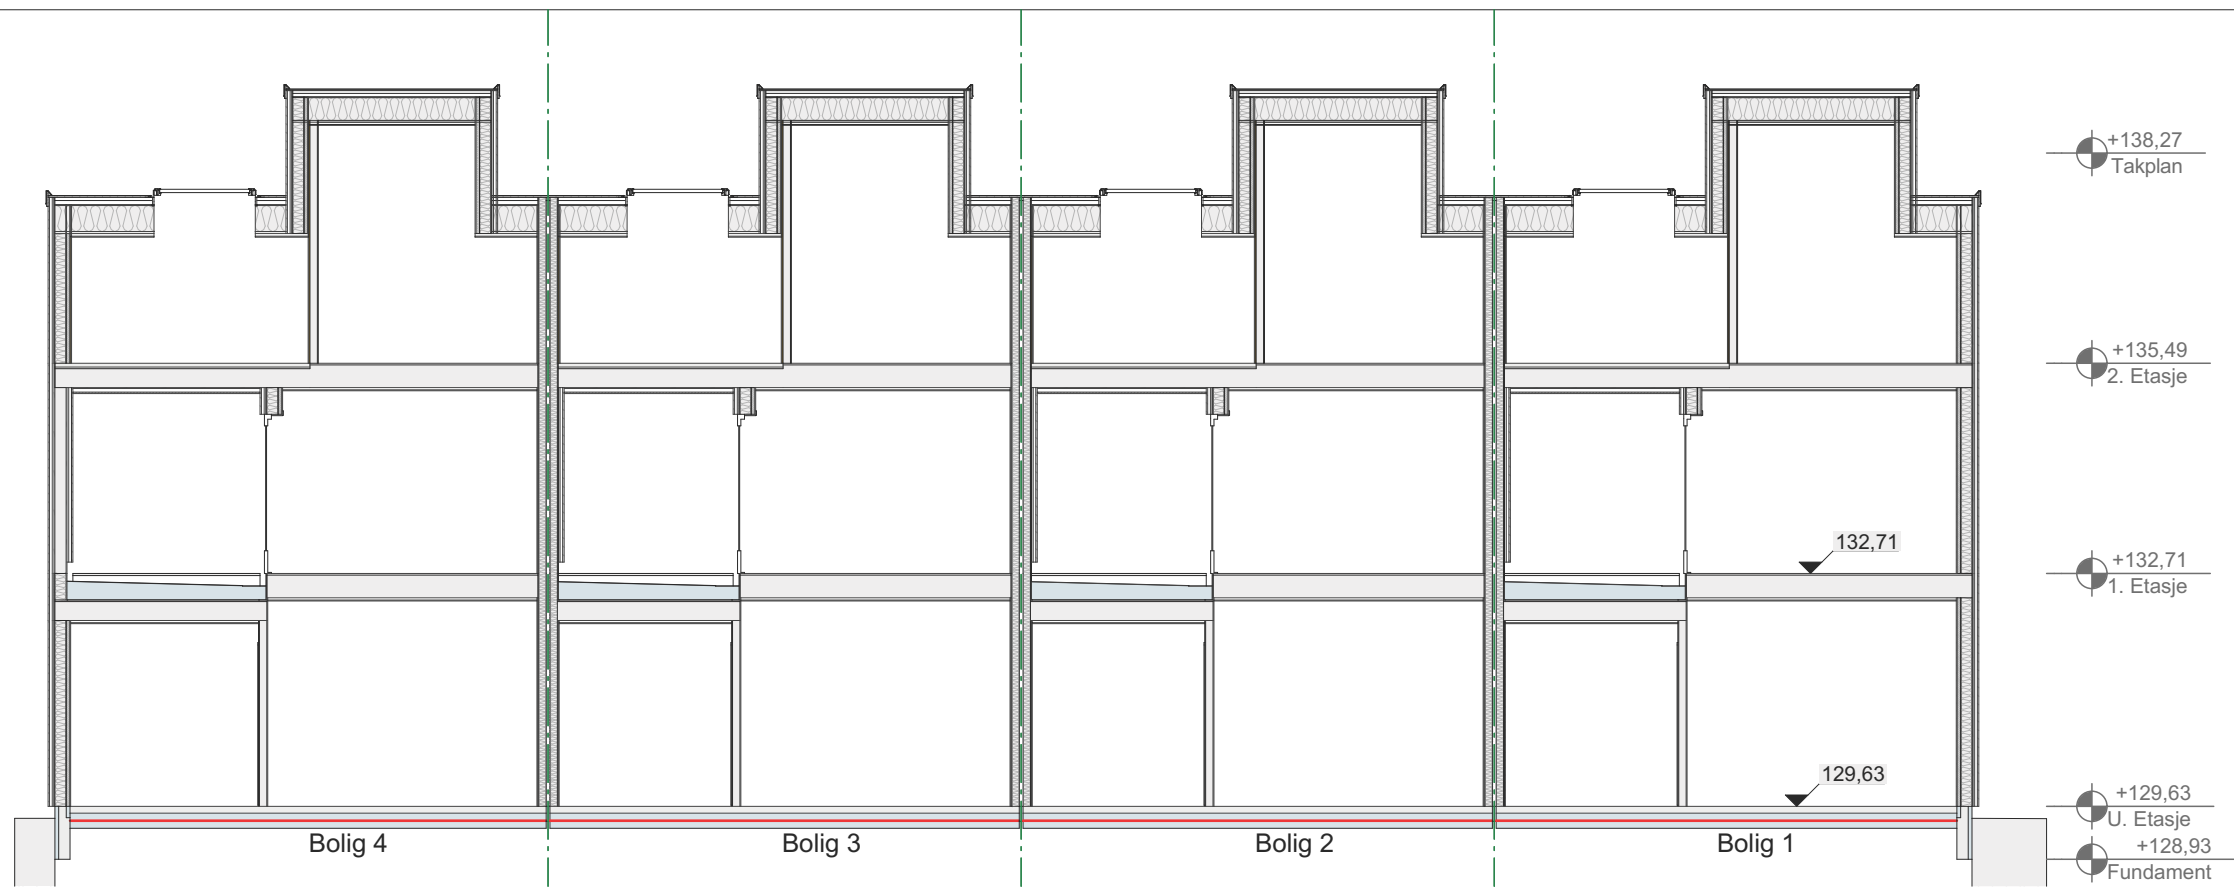 +138,27
Takplan
+135,49
2. Etasje
132,71
+132,71
1. Etasje
129,63
+129,63
U. Etasje
Bolig 4
Bolig 3
Bolig 2
Bolig 1
+128,93
Fundament